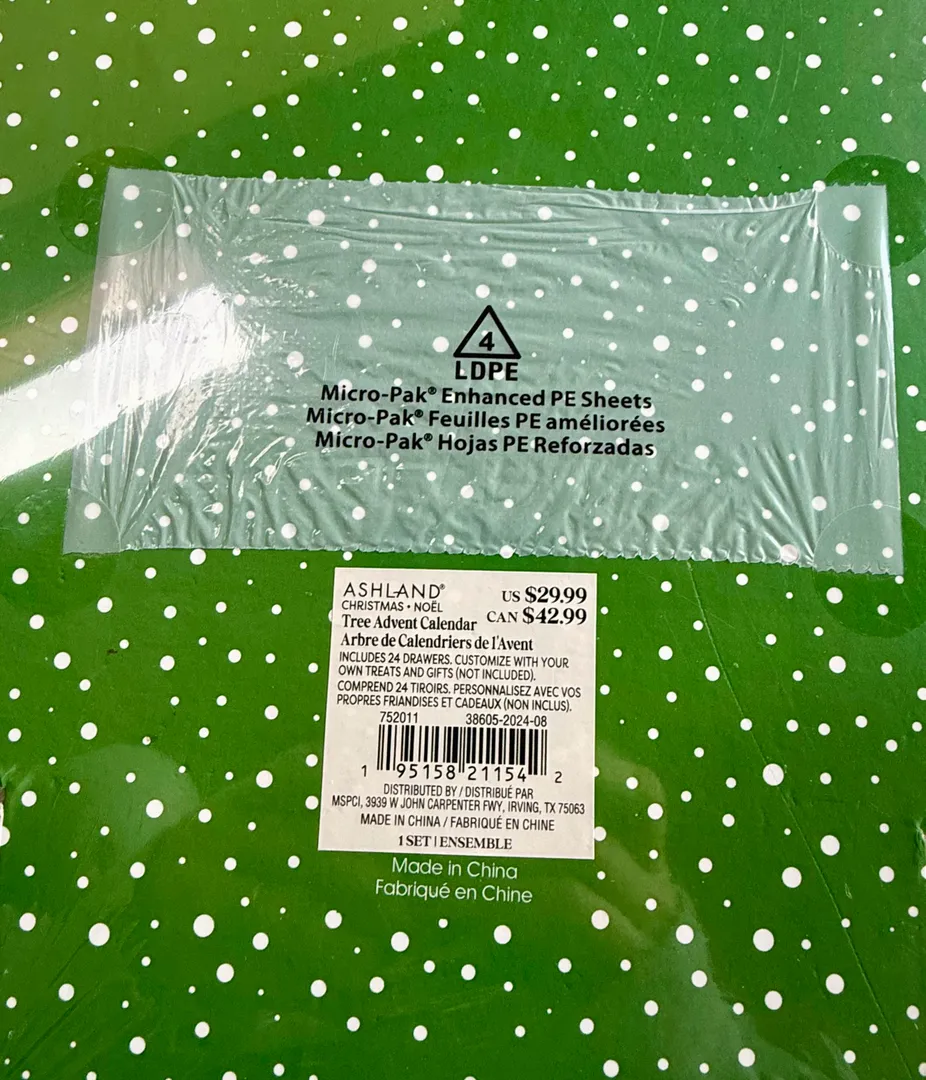 4
LDPE
Micro-Pak® Enhanced PE Sheets
Micro-Pak® Feuilles PE améliorées
Micro-Pak® Hojas PE Reforzadas
ASHLAND®
CHRISTMAS • NOËL
US $29.99
CAN $42.99
Tree Advent Calendar
Arbre de Calendriers de l'Avent
INCLUDES 24 DRAWERS. CUSTOMIZE WITH YOUR
OWN TREATS AND GIFTS (NOT INCLUDED).
COMPREND 24 TIROIRS. PERSONNALISEZ AVEC VOS
PROPRES FRIANDISES ET CADEAUX (NON INCLUS).
752011 38605-2024-08
1 95158 21154 2
DISTRIBUTED BY / DISTRIBUÉ PAR
MSPCI, 3939 W JOHN CARPENTER FWY, IRVING, TX 75063
MADE IN CHINA / FABRIQUÉ EN CHINE
1 SET | ENSEMBLE
Made in China
Fabriqué en Chine